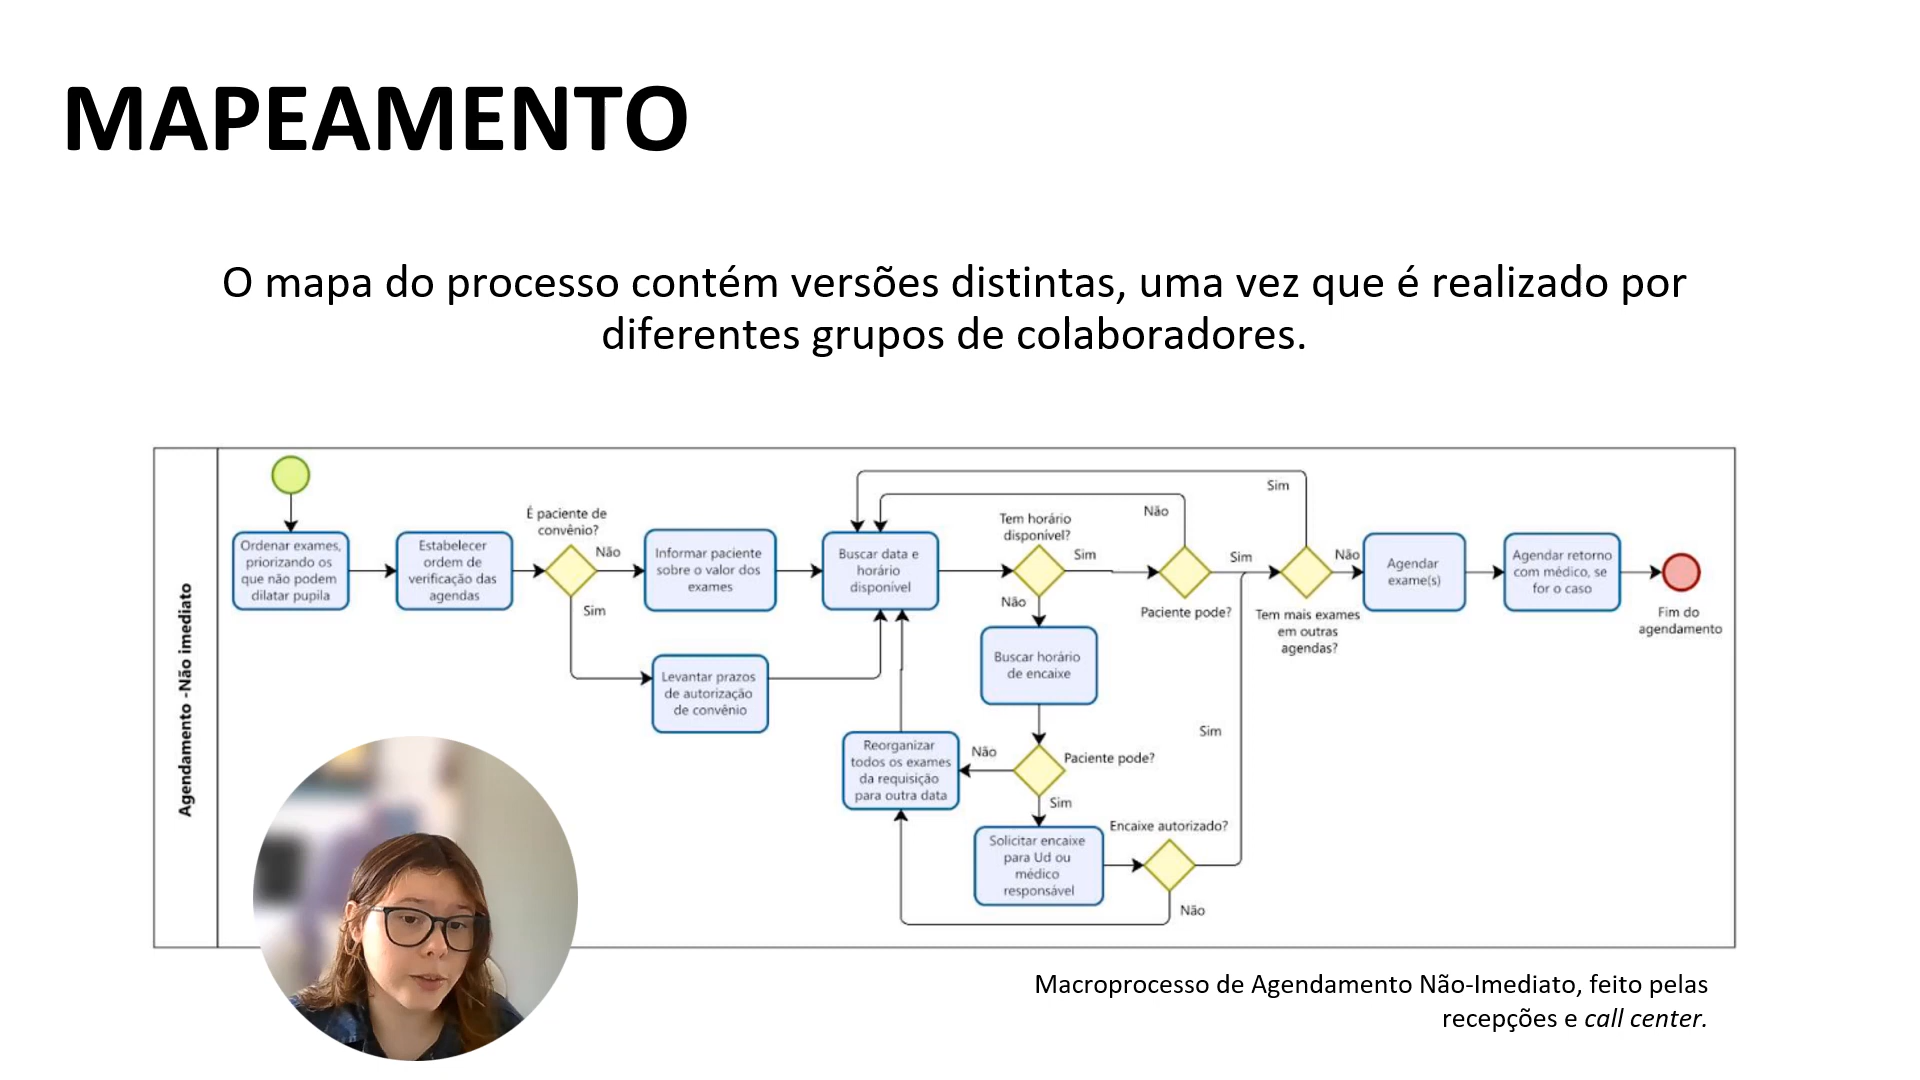 MAPEAMENTO
O mapa do processo contém versões distintas, uma vez que é realizado por
diferentes grupos de colaboradores.
Agendamento -Não imediato
Ordenar exames,
priorizando os
que não podem
dilatar pupila
Estabelecer
ordem de
verificação das
agendas
É paciente de
convênio?
Não
Sim
Informar paciente
sobre o valor dos
exames
Levantar prazos
de autorização
de convênio
Buscar data e
horário
disponível
Tem horário
disponível?
Sim
Não
Buscar horário
de encaixe
Paciente pode?
Não
Sim
Reorganizar
todos os exames
da requisição
para outra data
Solicitar encaixe
para Ud ou
médico
responsável
Encaixe autorizado?
Sim
Não
Paciente pode?
Não
Sim
Tem mais exames
em outras
agendas?
Sim
Não
Agendar
exame(s)
Agendar retorno
com médico, se
for o caso
Fim do
agendamento
Macroprocesso de Agendamento Não-Imediato, feito pelas
recepções e call center.